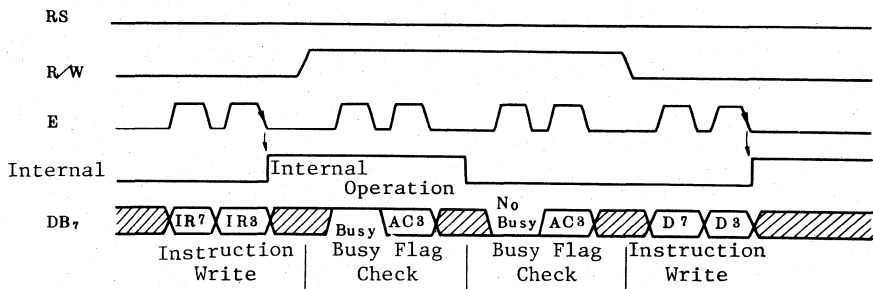 RS
R/W
E
Internal
Internal
Operation
DB7
IR7 IR3 Busy AC3 No Busy AC3 D7 D3
Instruction Write
Busy Flag Check
Busy Flag Check
Instruction Write